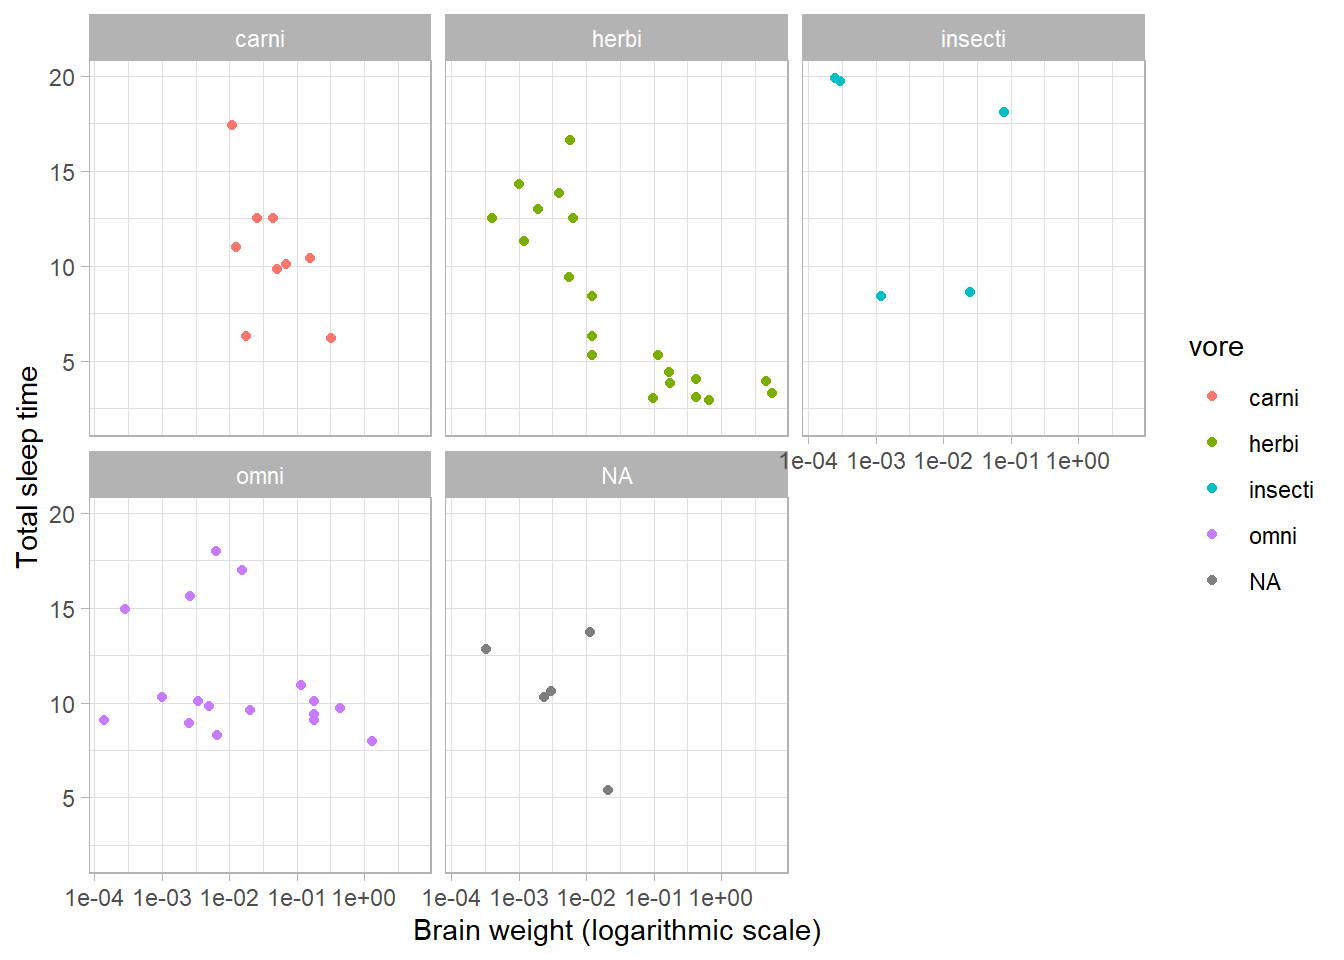 carni herbi insecti
20
15
10
5
1e-04 1e-03 1e-02 1e-01 1e+00
omni NA
20
15
10
5
1e-04 1e-03 1e-02 1e-01 1e+00 1e-04 1e-03 1e-02 1e-01 1e+00
Brain weight (logarithmic scale)
Total sleep time
vore
carni
herbi
insecti
omni
NA